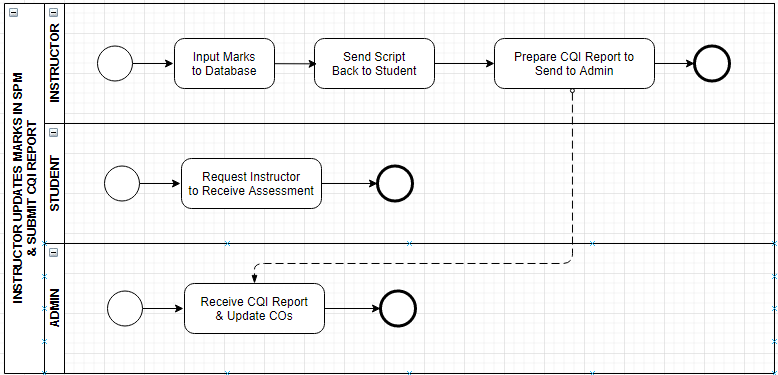 INSTRUCTOR UPDATES MARKS IN SPM
& SUBMIT CQI REPORT
INSTRUCTOR
Input Marks
to Database
Send Script
Back to Student
Prepare CQI Report to
Send to Admin
STUDENT
Request Instructor
to Receive Assessment
ADMIN
Receive CQI Report
& Update COs